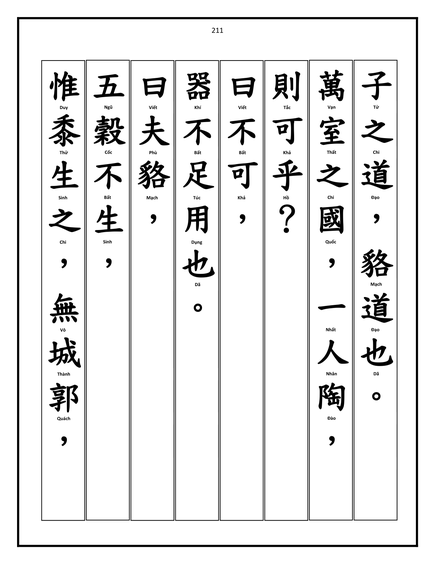 211
子之道，貉道也。
Tử Chi Đạo Mạch Đạo Dã
萬室之國，一人陶，
Vạn Thất Chi Quốc Nhất Nhân Đào
則可乎？
Tắc Khả Hồ
曰不可，
Viết Bất Khả
器不足用也。
Khí Bất Túc Dụng Dã
曰夫貉，
Viết Phù Mạch
五穀不生，
Ngũ Cốc Bất Sinh
惟黍生之，無城郭，
Duy Thử Sinh Chi Vô Thành Quách